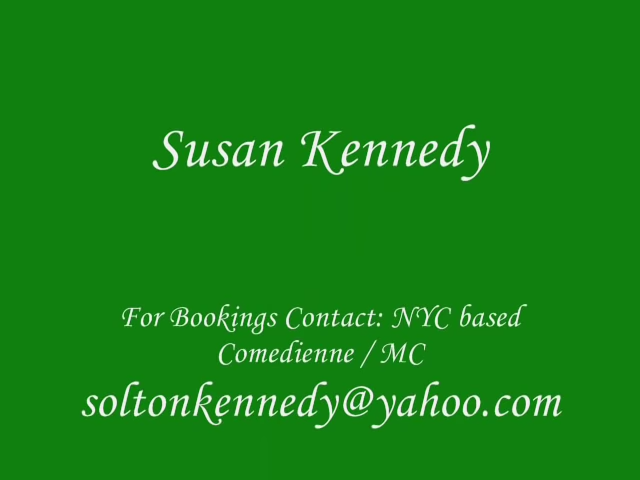 Susan Kennedy
For Bookings Contact: NYC based
Comedienne / MC
soltonkennedy@yahoo.com